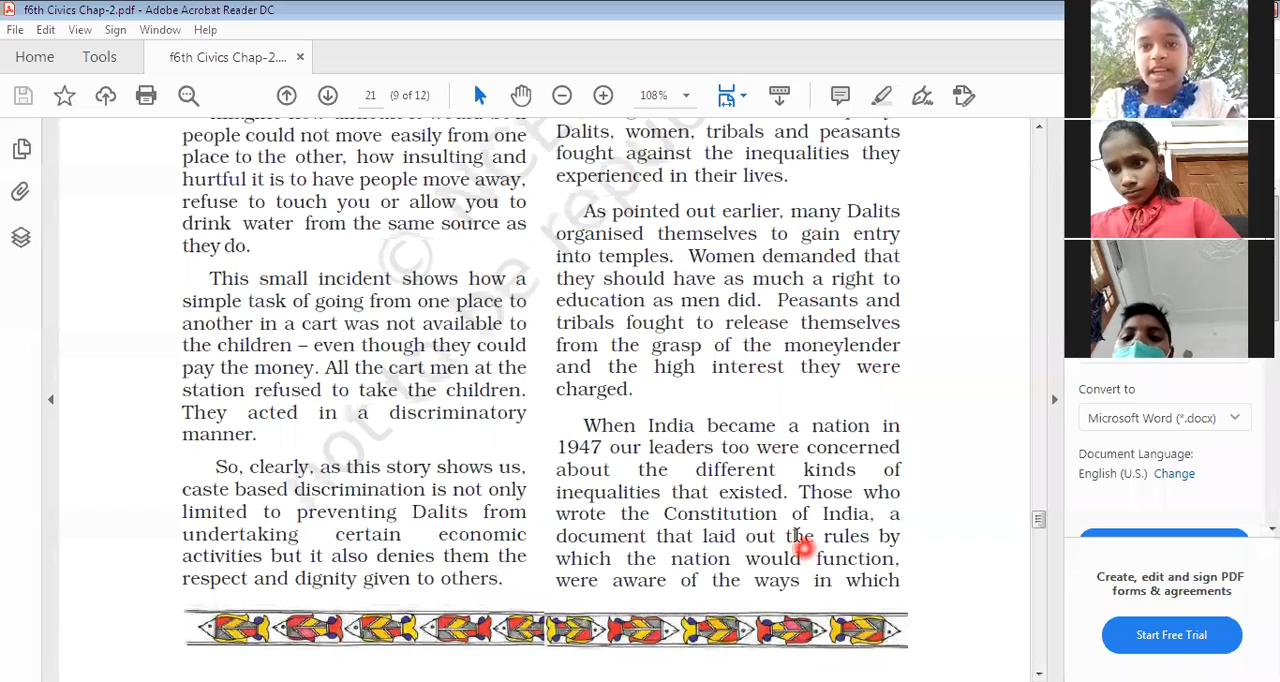 f6th Civics Chap-2.pdf - Adobe Acrobat Reader DC
File Edit View Sign Window Help
Home Tools f6th Civics Chap-2.... ×
21 (9 of 12) 108%
people could not move easily from one
place to the other, how insulting and
hurtful it is to have people move away,
refuse to touch you or allow you to
drink water from the same source as
they do.
This small incident shows how a
simple task of going from one place to
another in a cart was not available to
the children – even though they could
pay the money. All the cart men at the
station refused to take the children.
They acted in a discriminatory
manner.
So, clearly, as this story shows us,
caste based discrimination is not only
limited to preventing Dalits from
undertaking certain economic
activities but it also denies them the
respect and dignity given to others.
Dalits, women, tribals and peasants
fought against the inequalities they
experienced in their lives.
As pointed out earlier, many Dalits
organised themselves to gain entry
into temples. Women demanded that
they should have as much a right to
education as men did. Peasants and
tribals fought to release themselves
from the grasp of the moneylender
and the high interest they were
charged.
When India became a nation in
1947 our leaders too were concerned
about the different kinds of
inequalities that existed. Those who
wrote the Constitution of India, a
document that laid out the rules by
which the nation would function,
were aware of the ways in which
© N
not to be republ
Convert to
Microsoft Word (*.docx)
Document Language:
English (U.S.) Change
Create, edit and sign PDF
forms & agreements
Start Free Trial